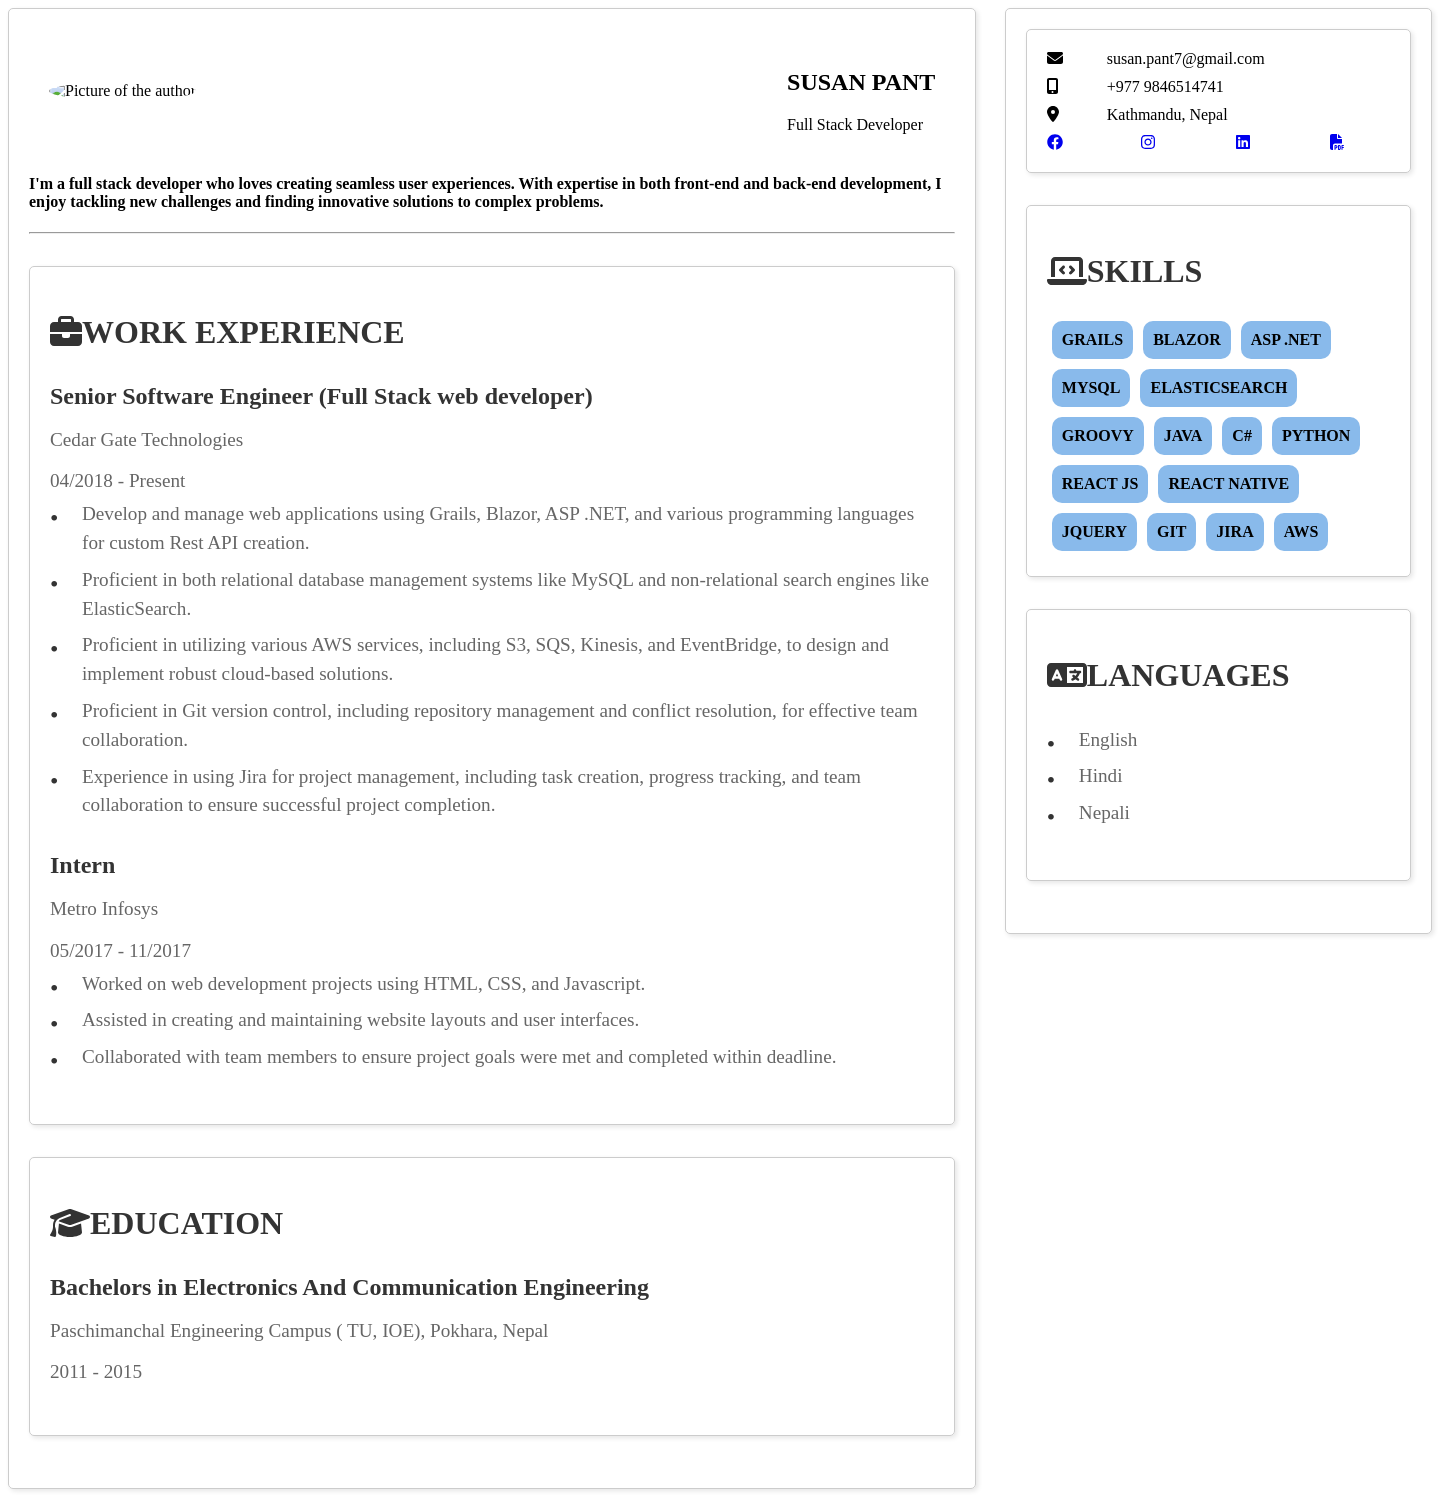 Picture of the author
SUSAN PANT
Full Stack Developer
I'm a full stack developer who loves creating seamless user experiences. With expertise in both front-end and back-end development, I
enjoy tackling new challenges and finding innovative solutions to complex problems.
WORK EXPERIENCE
Senior Software Engineer (Full Stack web developer)
Cedar Gate Technologies
04/2018 - Present
• Develop and manage web applications using Grails, Blazor, ASP .NET, and various programming languages
for custom Rest API creation.
• Proficient in both relational database management systems like MySQL and non-relational search engines like
ElasticSearch.
• Proficient in utilizing various AWS services, including S3, SQS, Kinesis, and EventBridge, to design and
implement robust cloud-based solutions.
• Proficient in Git version control, including repository management and conflict resolution, for effective team
collaboration.
• Experience in using Jira for project management, including task creation, progress tracking, and team
collaboration to ensure successful project completion.
Intern
Metro Infosys
05/2017 - 11/2017
• Worked on web development projects using HTML, CSS, and Javascript.
• Assisted in creating and maintaining website layouts and user interfaces.
• Collaborated with team members to ensure project goals were met and completed within deadline.
EDUCATION
Bachelors in Electronics And Communication Engineering
Paschimanchal Engineering Campus ( TU, IOE), Pokhara, Nepal
2011 - 2015
susan.pant7@gmail.com
+977 9846514741
Kathmandu, Nepal
SKILLS
GRAILS BLAZOR ASP .NET
MYSQL ELASTICSEARCH
GROOVY JAVA C# PYTHON
REACT JS REACT NATIVE
JQUERY GIT JIRA AWS
LANGUAGES
• English
• Hindi
• Nepali